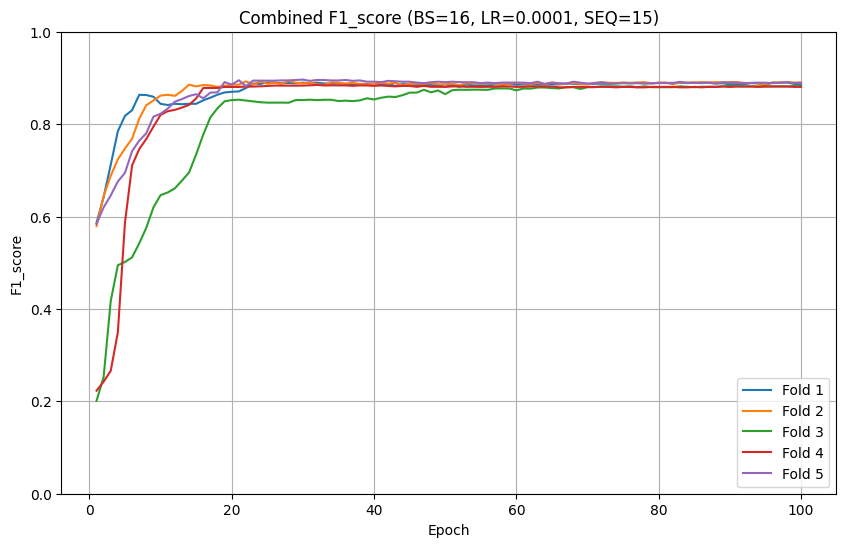 Combined F1_score (BS=16, LR=0.0001, SEQ=15)
1.0
0.8
0.6
0.4
0.2
0.0
F1_score
0
20
40
60
80
100
Epoch
Fold 1
Fold 2
Fold 3
Fold 4
Fold 5